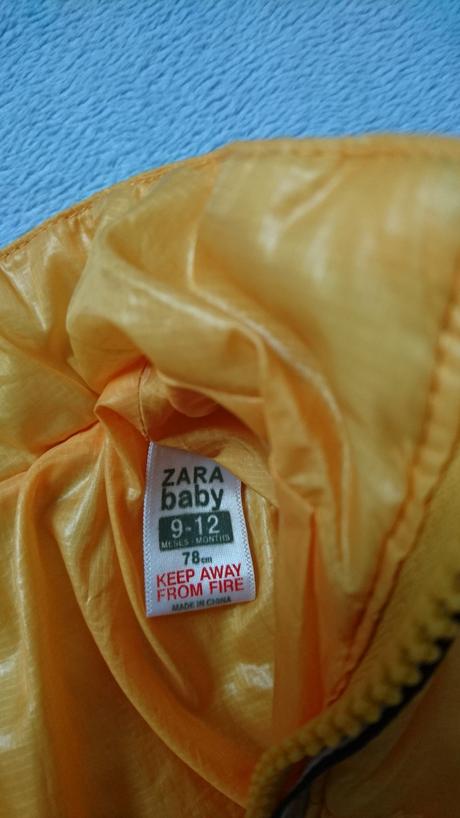 ZARA
baby
9-12
MESES - MONTHS
78cm
KEEP AWAY
FROM FIRE
MADE IN CHINA